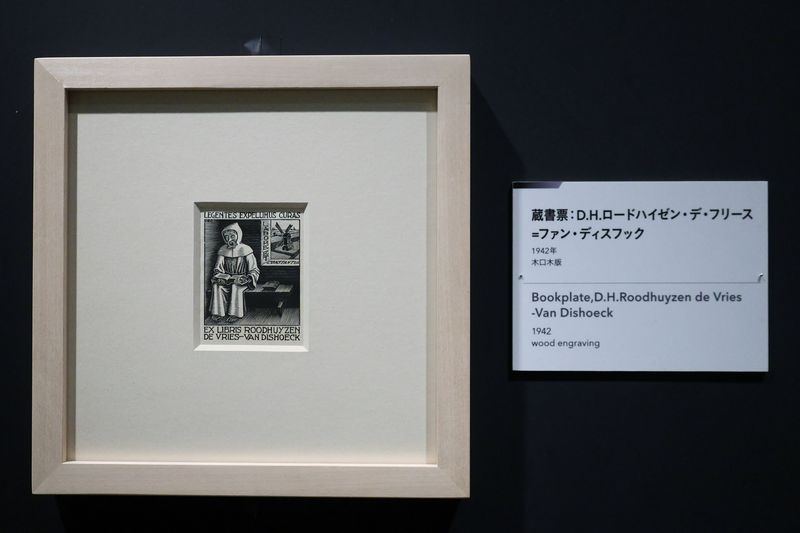 LEGENTES EXPELLIMUS CURAS
EX LIBRIS ROODHUYZEN
DE VRIES–VAN DISHOECK
蔵書票：D.H.ロードハイゼン・デ・フリース
=ファン・ディスフック
1942年
木口木版
Bookplate,D.H.Roodhuyzen de Vries
-Van Dishoeck
1942
wood engraving